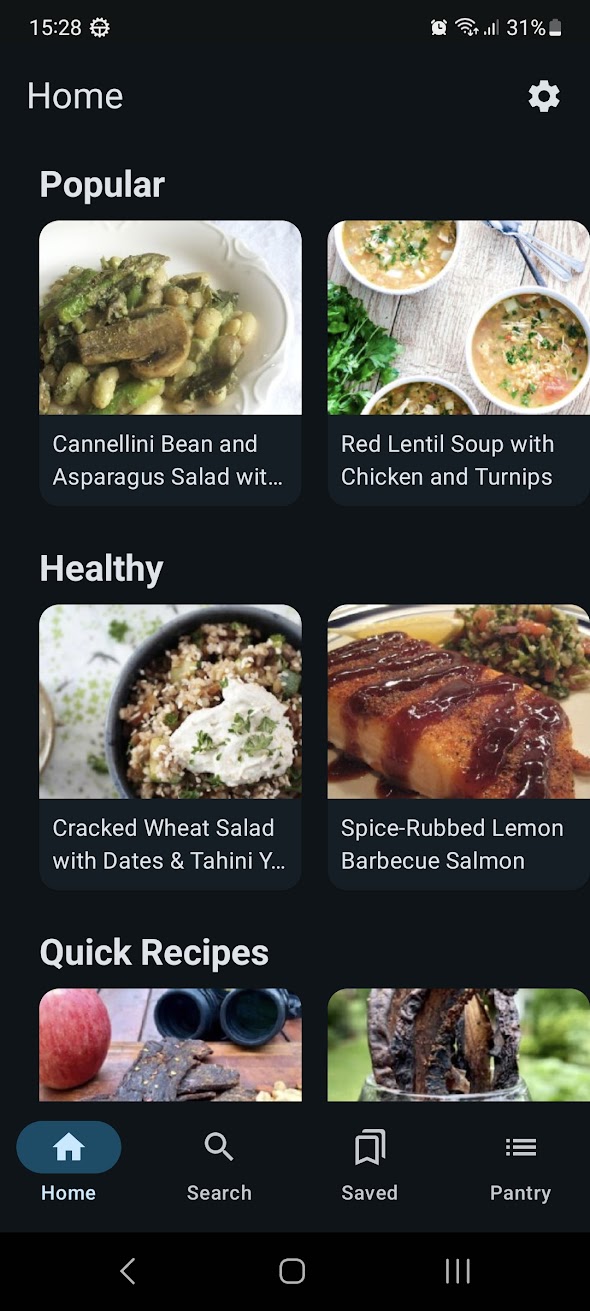 15:28
31%
Home
Popular
Cannellini Bean and
Asparagus Salad wit...
Red Lentil Soup with
Chicken and Turnips
Healthy
Cracked Wheat Salad
with Dates & Tahini Y...
Spice-Rubbed Lemon
Barbecue Salmon
Quick Recipes
Home
Search
Saved
Pantry